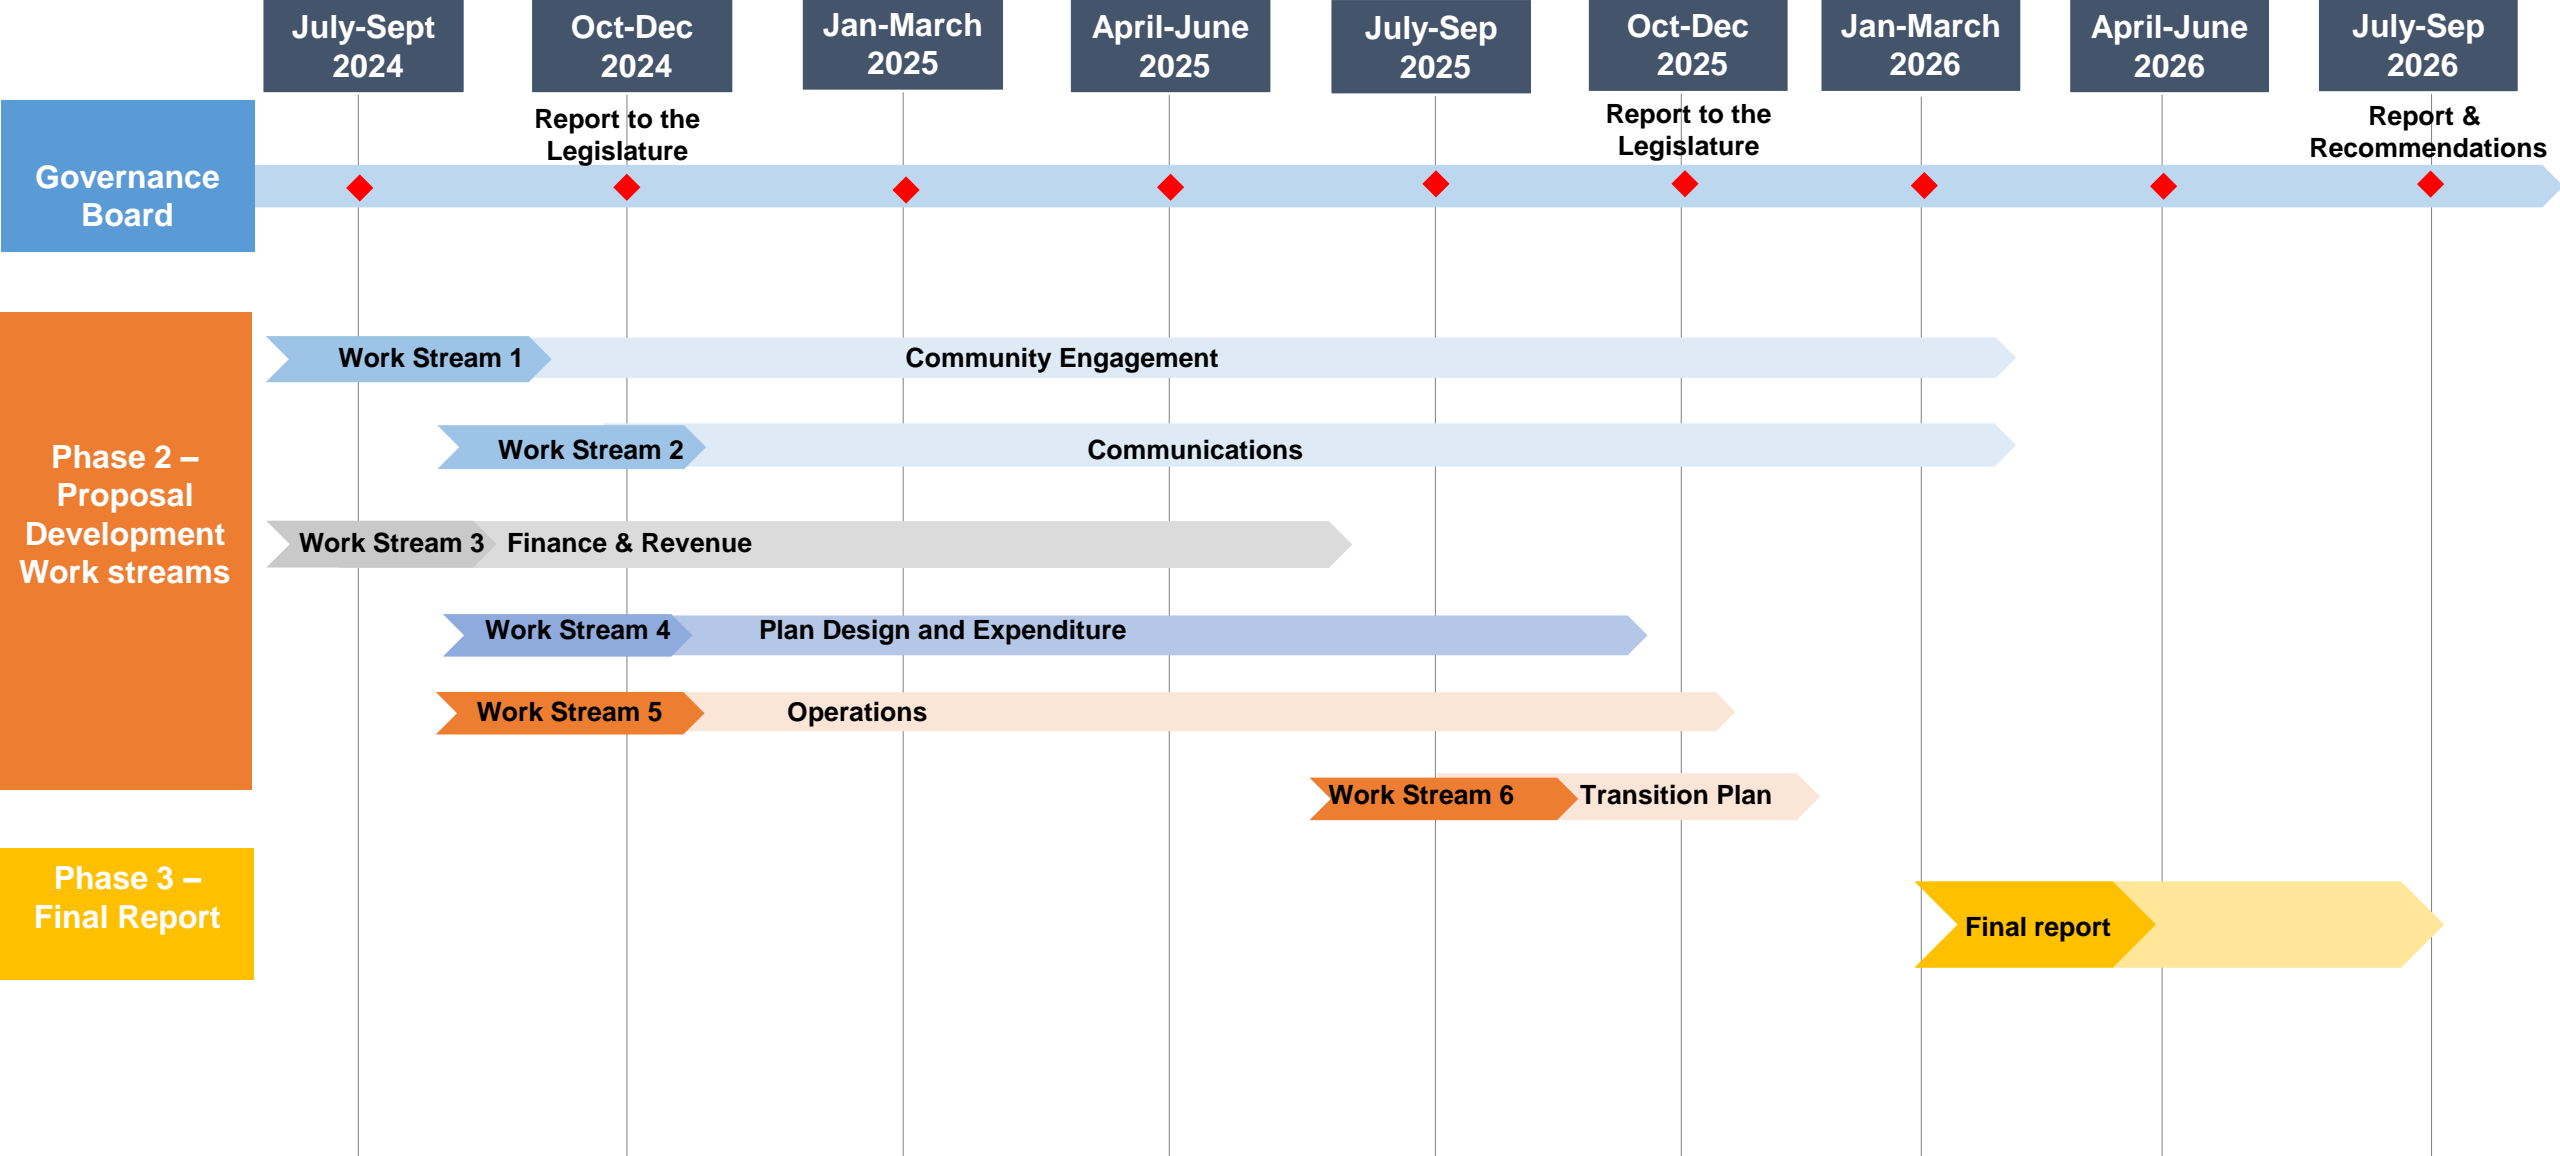 July-Sept
2024
Oct-Dec
2024
Jan-March
2025
April-June
2025
July-Sep
2025
Oct-Dec
2025
Jan-March
2026
April-June
2026
July-Sep
2026
Report to the
Legislature
Report to the
Legislature
Report &
Recommendations
Governance
Board
Phase 2 –
Proposal
Development
Work streams
Work Stream 1
Community Engagement
Work Stream 2
Communications
Work Stream 3
Finance & Revenue
Work Stream 4
Plan Design and Expenditure
Work Stream 5
Operations
Work Stream 6
Transition Plan
Phase 3 –
Final Report
Final report